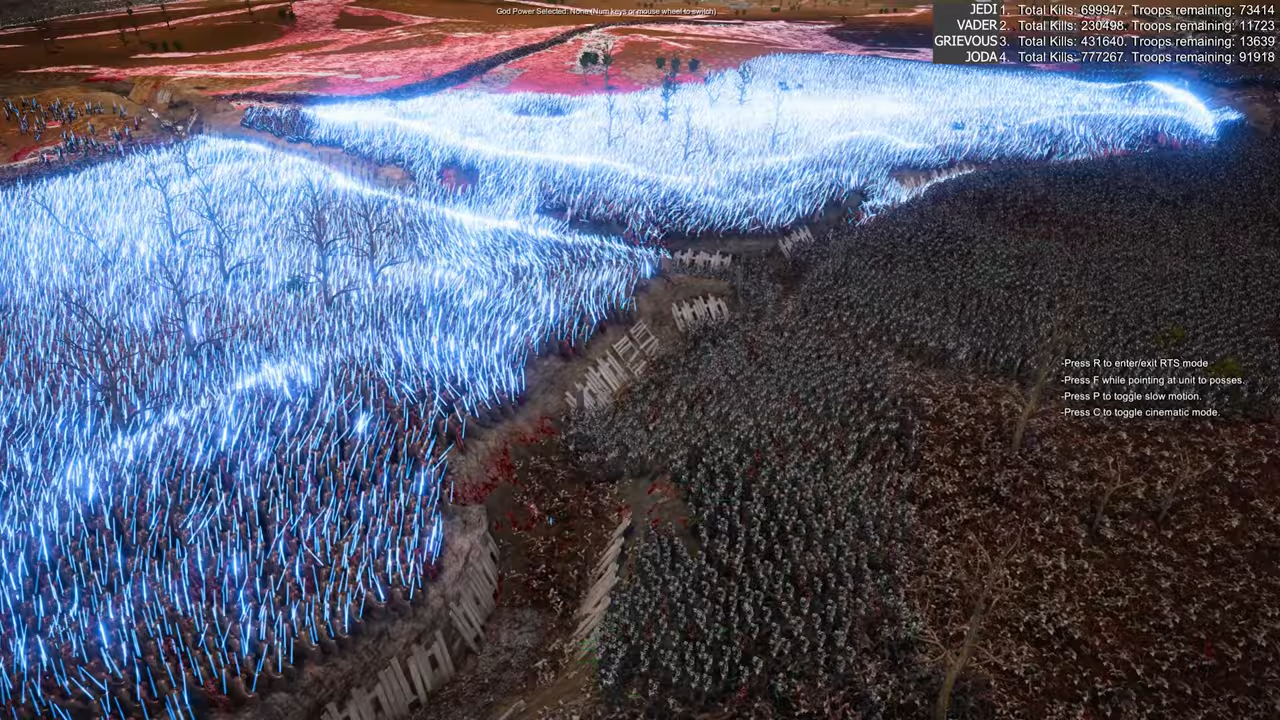 God Power Selected: None (Num keys or mouse wheel to switch)
JEDI 1. Total Kills: 699947. Troops remaining: 73414
VADER 2. Total Kills: 230498. Troops remaining: 11723
GRIEVOUS 3. Total Kills: 431640. Troops remaining: 13639
JODA 4. Total Kills: 777267. Troops remaining: 91918
-Press R to enter/exit RTS mode
-Press F while pointing at unit to posses.
-Press P to toggle slow motion.
-Press C to toggle cinematic mode.